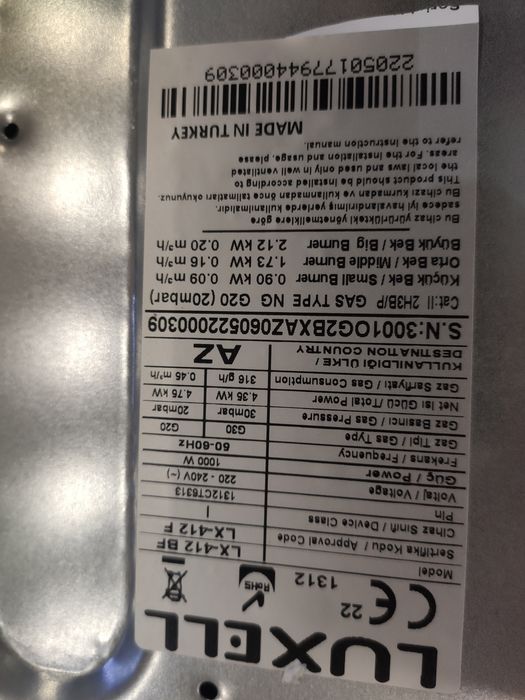 LUXELL
CE 22 1312 RoHS
Model LX-412 BF
Sertifika Kodu / Approval Code LX-412 F
Cihaz Sınıfı / Device Class I
Pin 1312CT6313
Voltaj / Voltage 220 - 240V (~)
Güç / Power 1000 W
Frekans / Frequency 50-60Hz
Gaz Tipi / Gas Type G30 G20
Gaz Basıncı / Gas Pressure 30mbar 20mbar
Net Isı Gücü /Total Power 4.36 kW 4.75 kW
Gaz Sarfiyatı / Gas Consumption 316 g/h 0.45 m³/h
KULLANILDIĞI ÜLKE /
DESTINATION COUNTRY AZ
S.N:3001OG2BXAZ060522000309
Cat:II 2H3B/P GAS TYPE NG G20 (20mbar)
Küçük Bek / Small Burner 0.90 kW 0.09 m³/h
Orta Bek / Middle Burner 1.73 kW 0.16 m³/h
Büyük Bek / Big Burner 2.12 kW 0.20 m³/h
Bu cihaz yürürlükteki yönetmeliklere göre
sadece iyi havalandırılmış yerlerde kullanılmalıdır.
Bu cihazı kurmadan ve kullanmadan önce talimatları okuyunuz.
This product should be installed according to
the local laws and used only in well ventilated
areas. For the installation and usage, please
refer to the instruction manual.
MADE IN TURKEY
22050177944000309